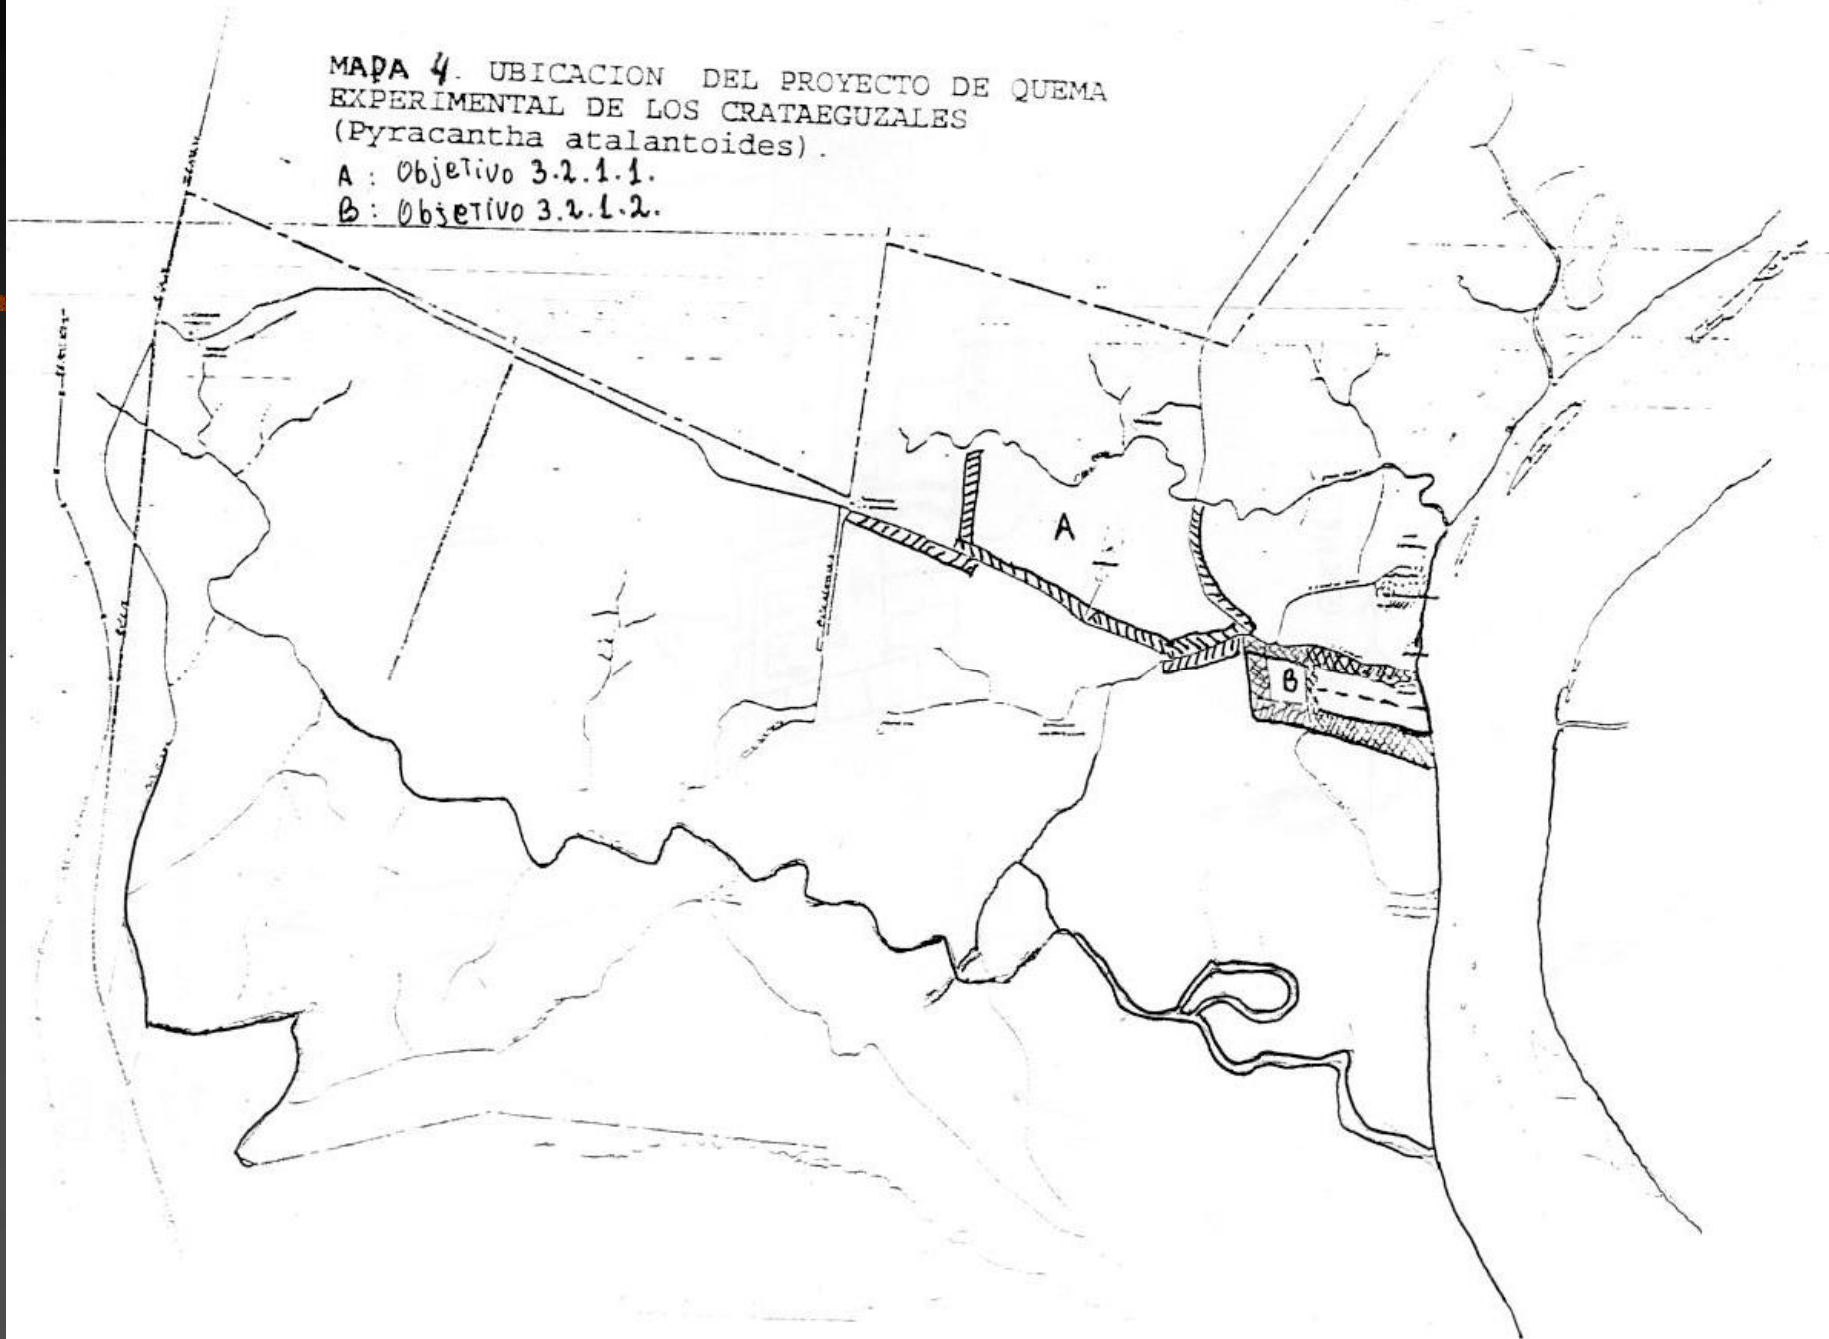 MAPA 4. UBICACION DEL PROYECTO DE QUEMA
EXPERIMENTAL DE LOS CRATAEGUZALES
(Pyracantha atalantoides).
A : Objetivo 3.2.1.1.
B : Objetivo 3.2.1.2.
A
B